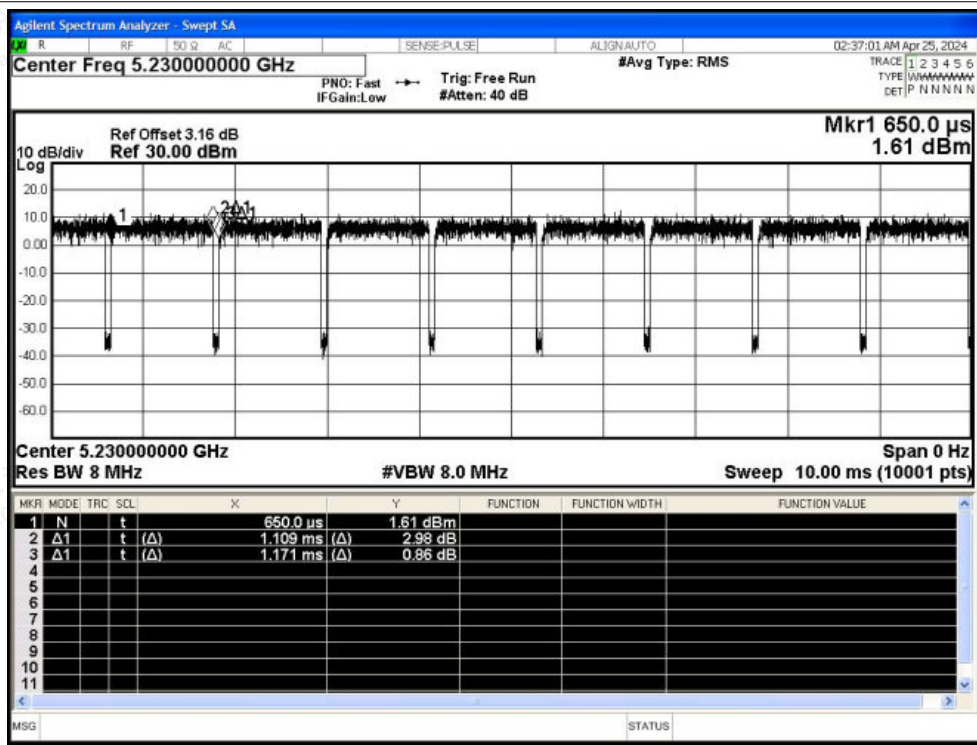 Agilent Spectrum Analyzer - Swept SA
LXI R RF 50 Ω AC SENSE:PULSE ALIGNAUTO 02:37:01 AM Apr 25, 2024
Center Freq 5.230000000 GHz #Avg Type: RMS TRACE 1 2 3 4 5 6
PNO: Fast Trig: Free Run TYPE WWWWWW
IFGain:Low #Atten: 40 dB DET P N N N N N
Ref Offset 3.16 dB Mkr1 650.0 µs
10 dB/div Ref 30.00 dBm 1.61 dBm
Log
20.0
10.0 1 2Δ1
0.00
-10.0
-20.0
-30.0
-40.0
-50.0
-60.0
Center 5.230000000 GHz Span 0 Hz
Res BW 8 MHz #VBW 8.0 MHz Sweep 10.00 ms (10001 pts)
MKR MODE TRC SCL X Y FUNCTION FUNCTION WIDTH FUNCTION VALUE
1 N t 650.0 µs 1.61 dBm
2 Δ1 t (Δ) 1.109 ms (Δ) 2.98 dB
3 Δ1 t (Δ) 1.171 ms (Δ) 0.86 dB
4
5
6
7
8
9
10
11
MSG STATUS